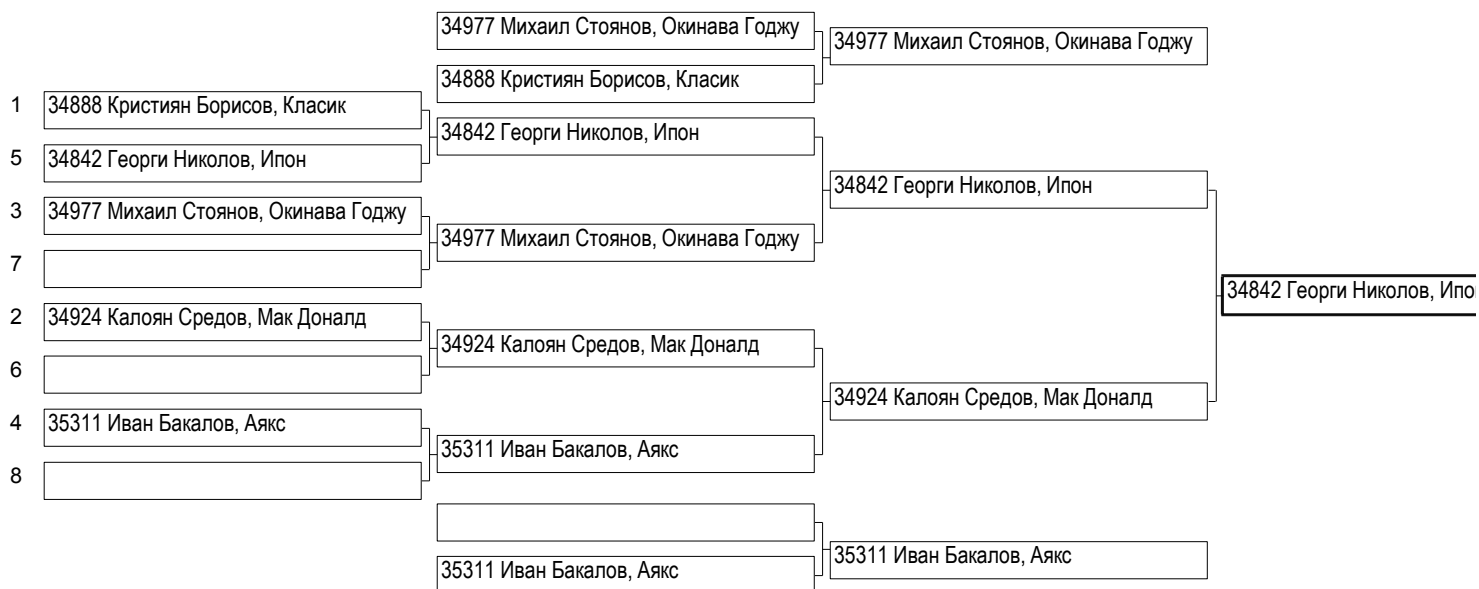 34977 Михаил Стоянов, Окинава Годжу
34977 Михаил Стоянов, Окинава Годжу
34888 Кристиян Борисов, Класик
1 34888 Кристиян Борисов, Класик
34842 Георги Николов, Ипон
5 34842 Георги Николов, Ипон
34842 Георги Николов, Ипон
3 34977 Михаил Стоянов, Окинава Годжу
34977 Михаил Стоянов, Окинава Годжу
7
34842 Георги Николов, Ипон
2 34924 Калоян Средов, Мак Доналд
34924 Калоян Средов, Мак Доналд
6
34924 Калоян Средов, Мак Доналд
4 35311 Иван Бакалов, Аякс
35311 Иван Бакалов, Аякс
8
35311 Иван Бакалов, Аякс
35311 Иван Бакалов, Аякс